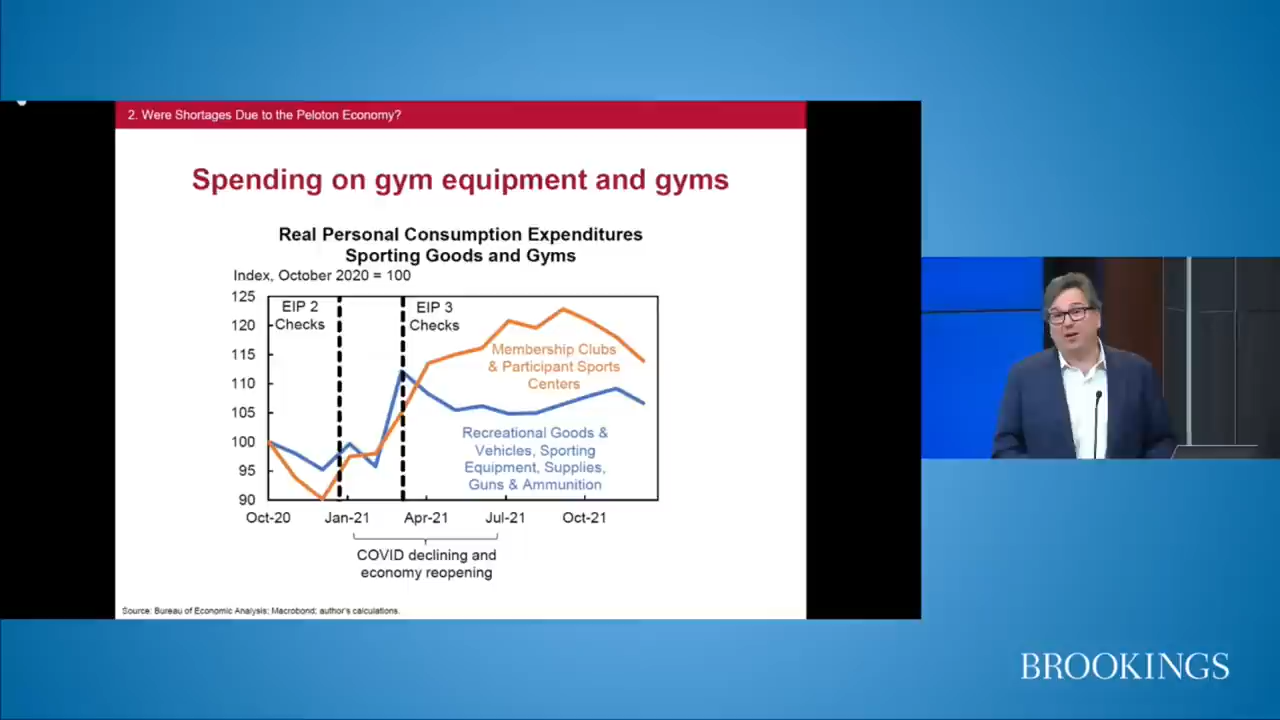 2. Were Shortages Due to the Peloton Economy?
Spending on gym equipment and gyms
Real Personal Consumption Expenditures
Sporting Goods and Gyms
Index, October 2020 = 100
125
120
115
110
105
100
95
90
EIP 2
Checks
EIP 3
Checks
Membership Clubs
& Participant Sports
Centers
Recreational Goods &
Vehicles, Sporting
Equipment, Supplies,
Guns & Ammunition
Oct-20
Jan-21
Apr-21
Jul-21
Oct-21
COVID declining and
economy reopening
Source: Bureau of Economic Analysis; Macrobond; author's calculations.
BROOKINGS